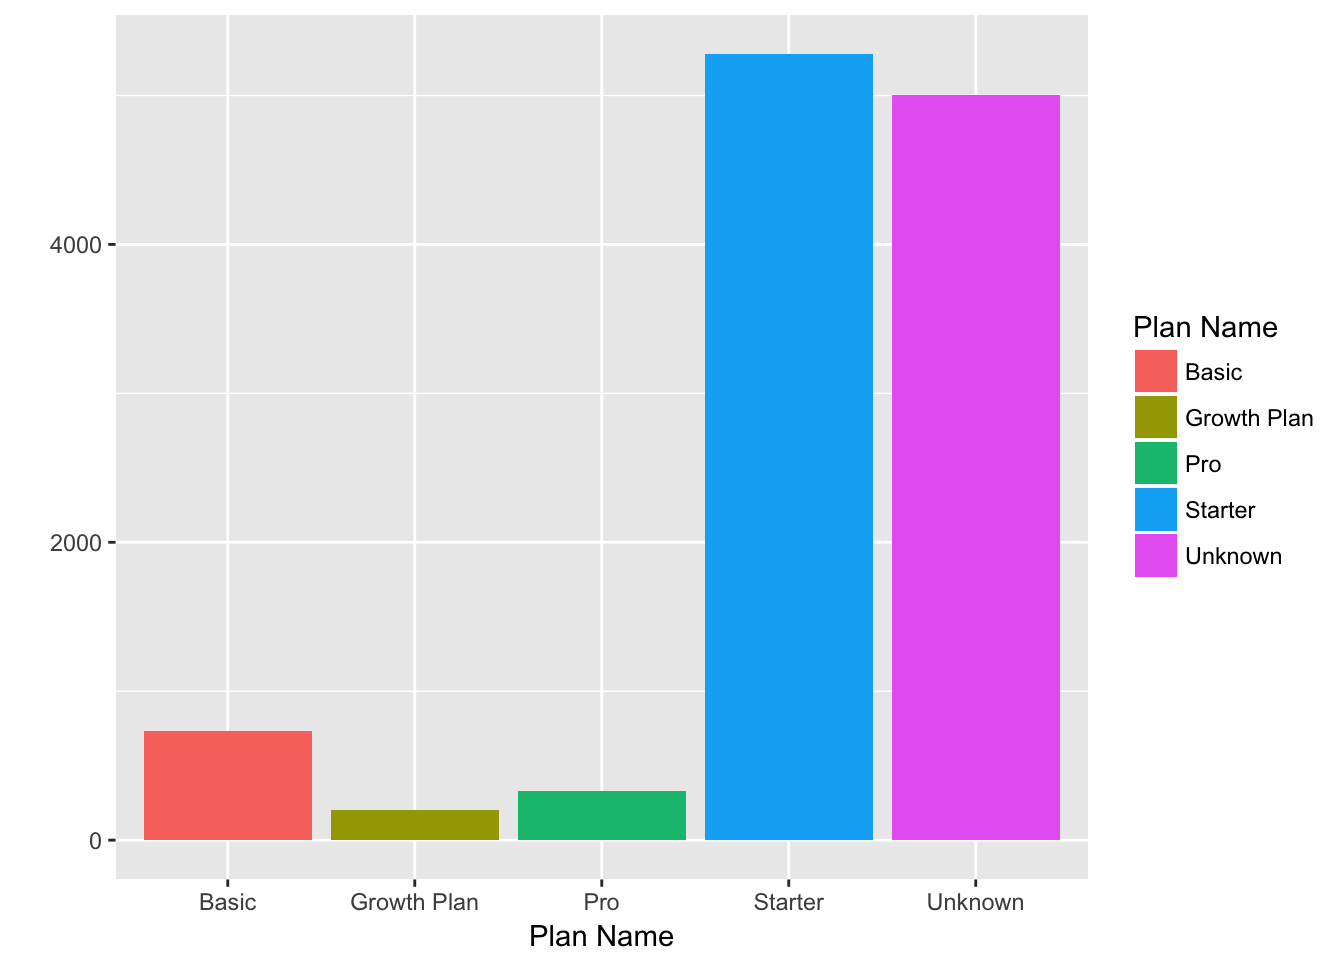 4000
2000
0
Basic
Growth Plan
Pro
Starter
Unknown
Plan Name
Plan Name
Basic
Growth Plan
Pro
Starter
Unknown